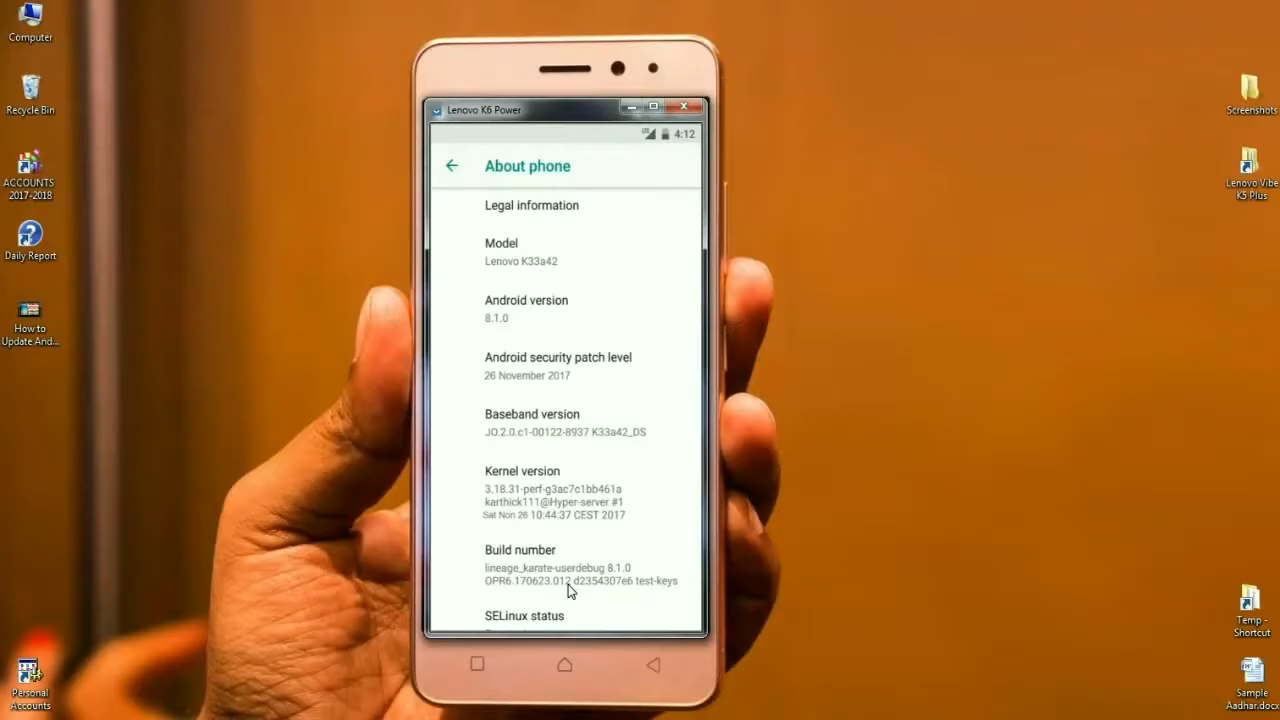 Computer
Recycle Bin
ACCOUNTS
2017-2018
Daily Report
How to
Update And...
Personal
Accounts
Lenovo K6 Power
4:12
About phone
Legal information
Model
Lenovo K33a42
Android version
8.1.0
Android security patch level
26 November 2017
Baseband version
JO.2.0.c1-00122-8937 K33a42_DS
Kernel version
3.18.31-perf-g3ac7c1bb461a
karthick111@Hyper-server #1
Sat Non 26 10:44:37 CEST 2017
Build number
lineage_karate-userdebug 8.1.0
OPR6.170623.012 d2354307e6 test-keys
SELinux status
Screenshots
Lenovo Vibe
K5 Plus
Temp -
Shortcut
Sample
Aadhar.docx